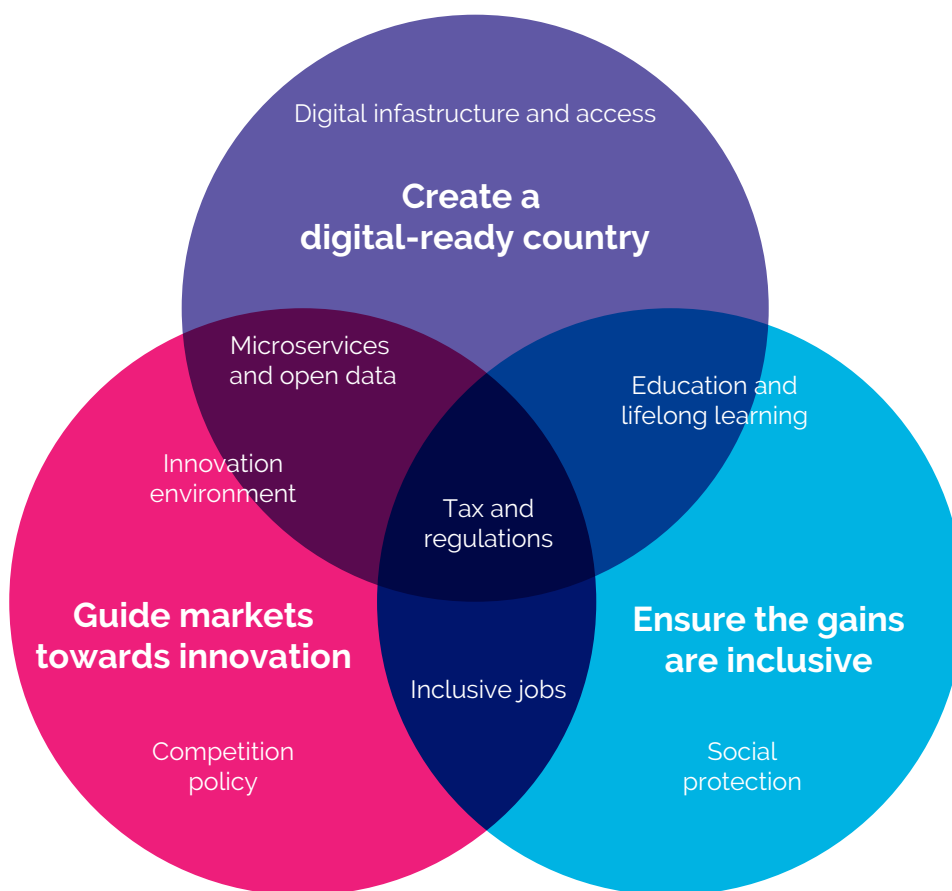 Digital infastructure and access
Create a
digital-ready country
Microservices
and open data
Education and
lifelong learning
Innovation
environment
Tax and
regulations
Guide markets
towards innovation
Ensure the gains
are inclusive
Inclusive jobs
Competition
policy
Social
protection